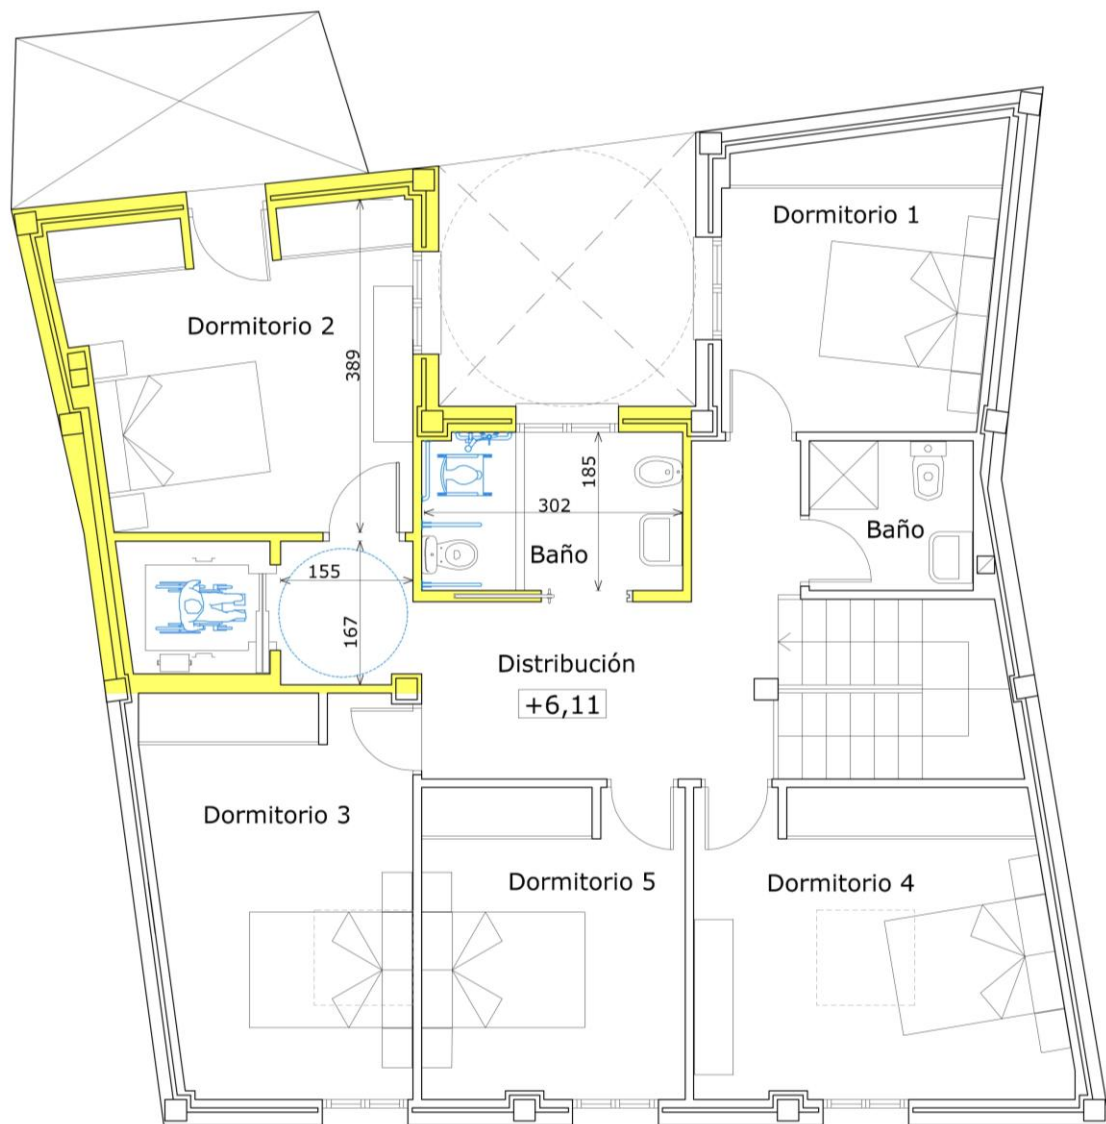 Dormitorio 1
Dormitorio 2
389
185
302
Baño
Baño
155
167
Distribución
+6,11
Dormitorio 3
Dormitorio 5
Dormitorio 4